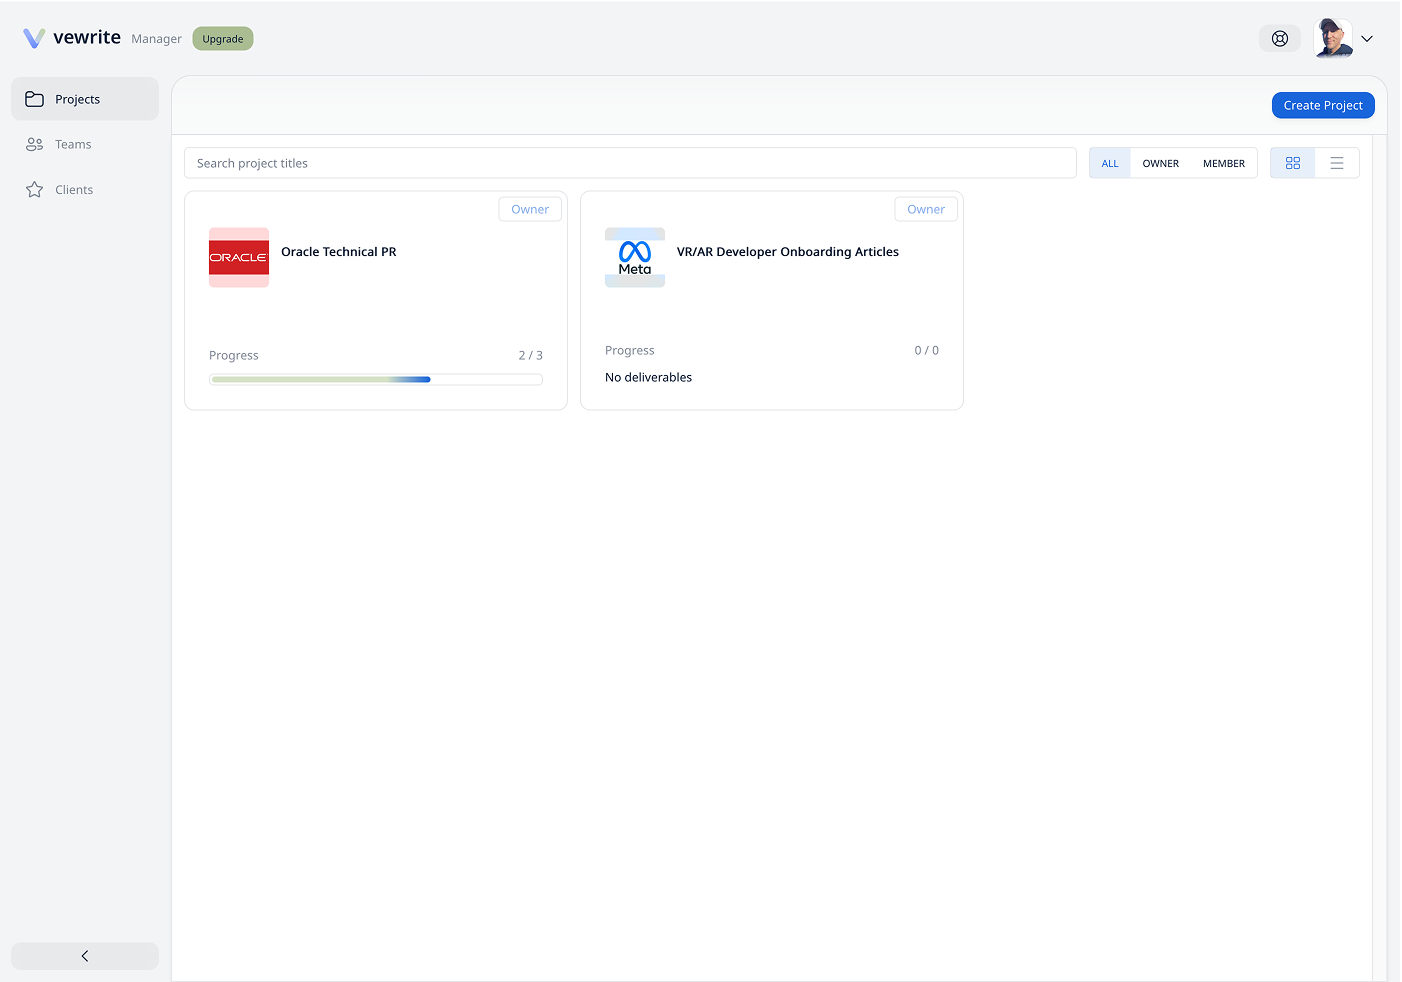 vewrite Manager Upgrade
Projects
Teams
Clients
Create Project
Search project titles
ALL OWNER MEMBER
Owner
ORACLE
Oracle Technical PR
Progress 2 / 3
Owner
Meta
VR/AR Developer Onboarding Articles
Progress 0 / 0
No deliverables